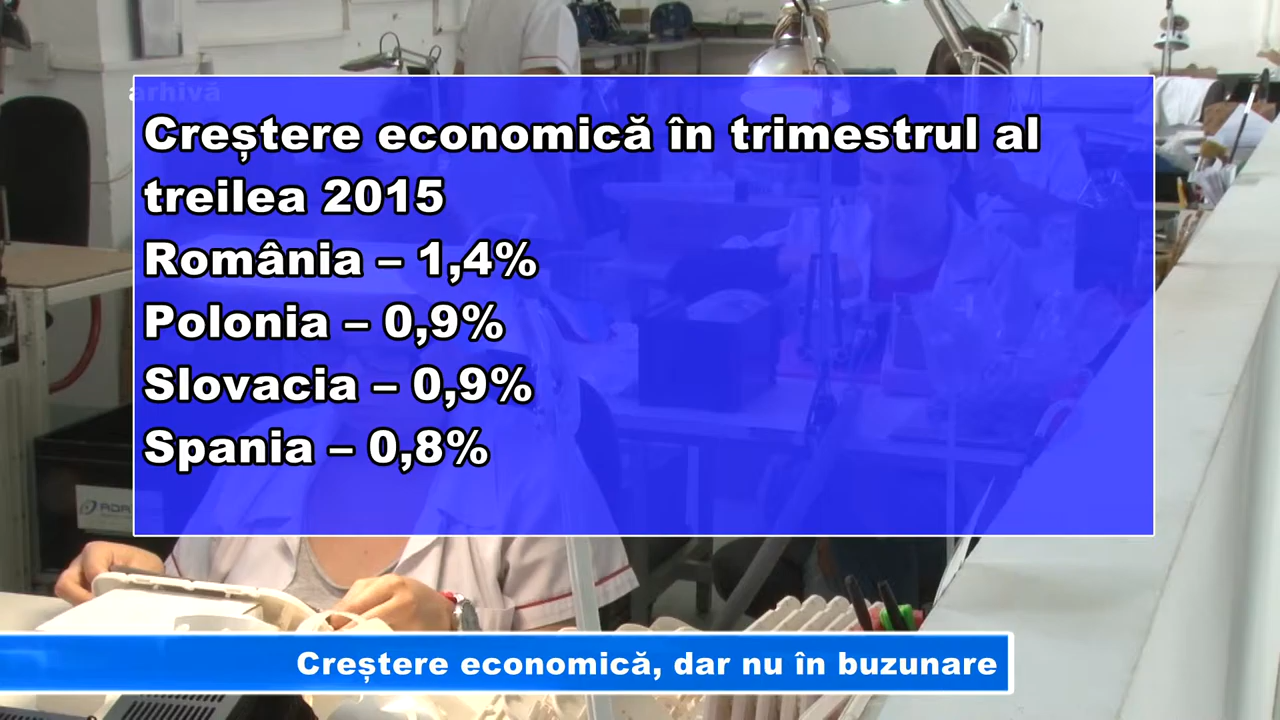 arhivă
Creștere economică în trimestrul al
treilea 2015
România – 1,4%
Polonia – 0,9%
Slovacia – 0,9%
Spania – 0,8%
Creștere economică, dar nu în buzunare